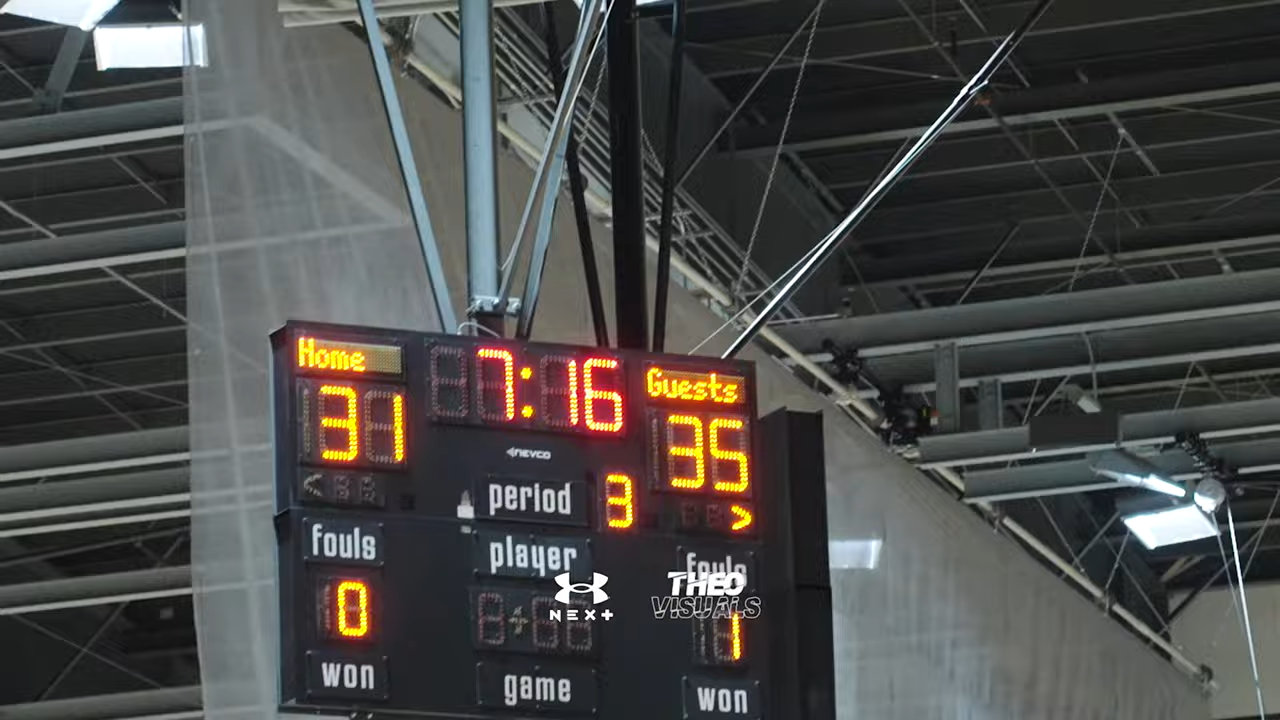 Home 7:16 Guests
31 35
NEVCO
period 3 >
fouls player fouls
NEXT THEO
VISUALS
0 1
won game won